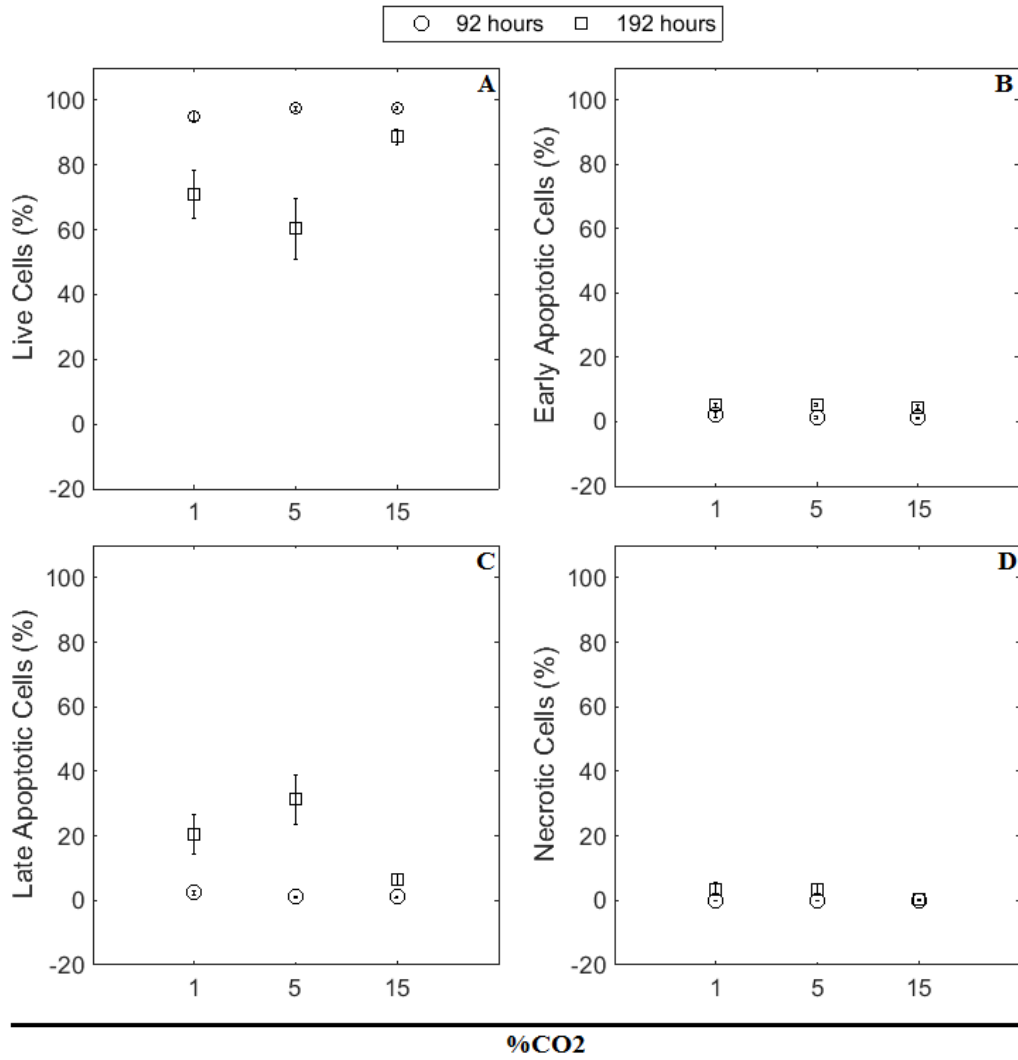 92 hours 192 hours
A
Live Cells (%)
100
80
60
40
20
0
-20
1 5 15
B
Early Apoptotic Cells (%)
100
80
60
40
20
0
-20
1 5 15
C
Late Apoptotic Cells (%)
100
80
60
40
20
0
-20
1 5 15
D
Necrotic Cells (%)
100
80
60
40
20
0
-20
1 5 15
%CO2